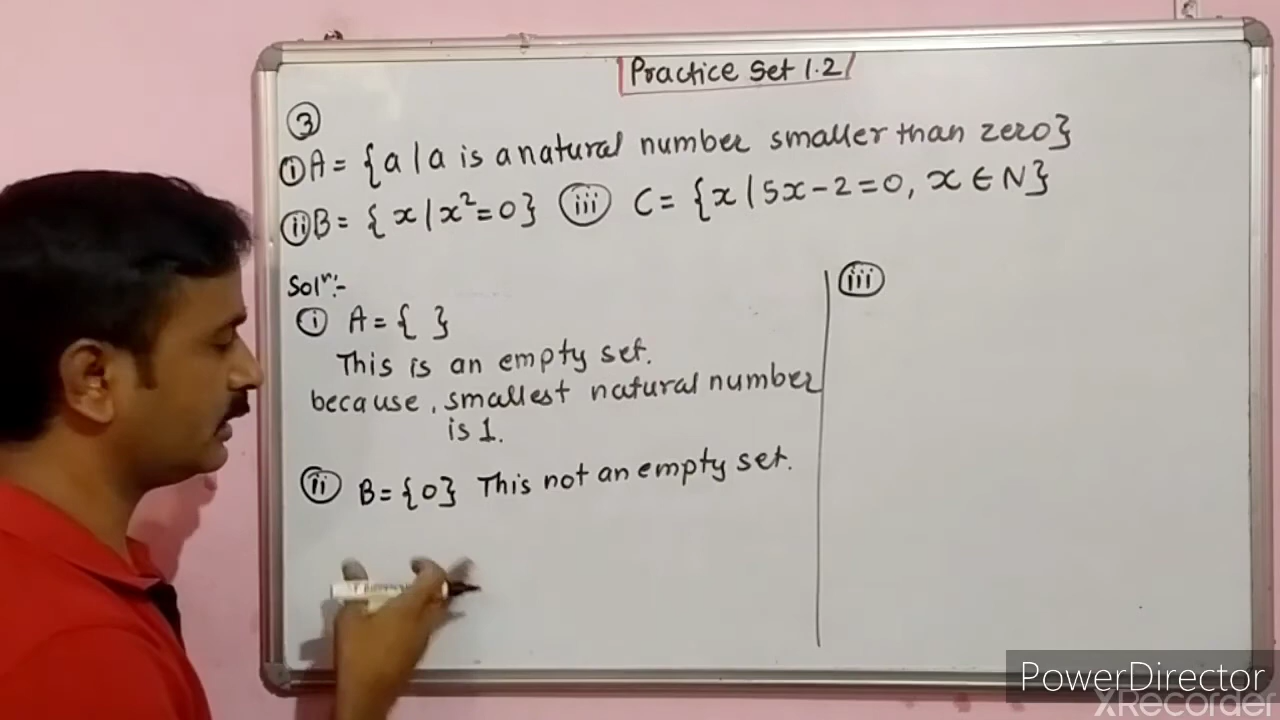 Practice Set 1.2
③
ⓘ A = {a / a is a natural number smaller than zero}
ⓘⓘ B = { x / x² = 0 } ⓘⓘⓘ C = {x / 5x - 2 = 0, x ∈ N}
Solⁿ:-
ⓘ A = { }
This is an empty set.
because, smallest natural number
is 1.
ⓘⓘ B = {0} This not an empty set.
ⓘⓘⓘ
PowerDirector
XRecorder